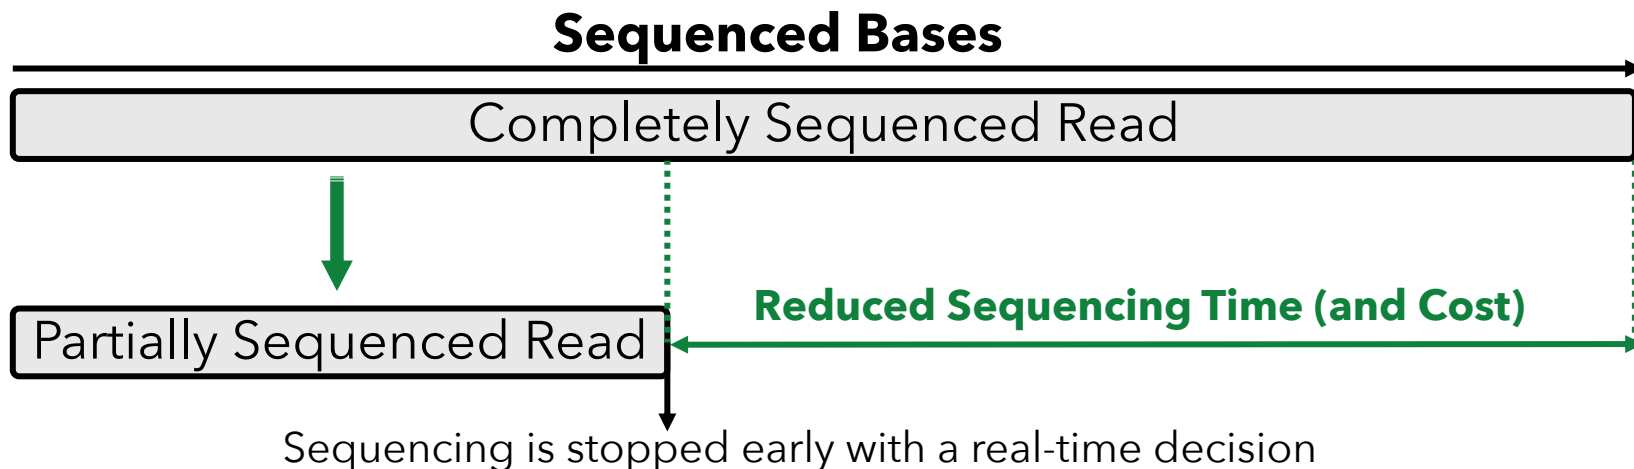 Sequenced Bases
Completely Sequenced Read
Reduced Sequencing Time (and Cost)
Partially Sequenced Read
Sequencing is stopped early with a real-time decision